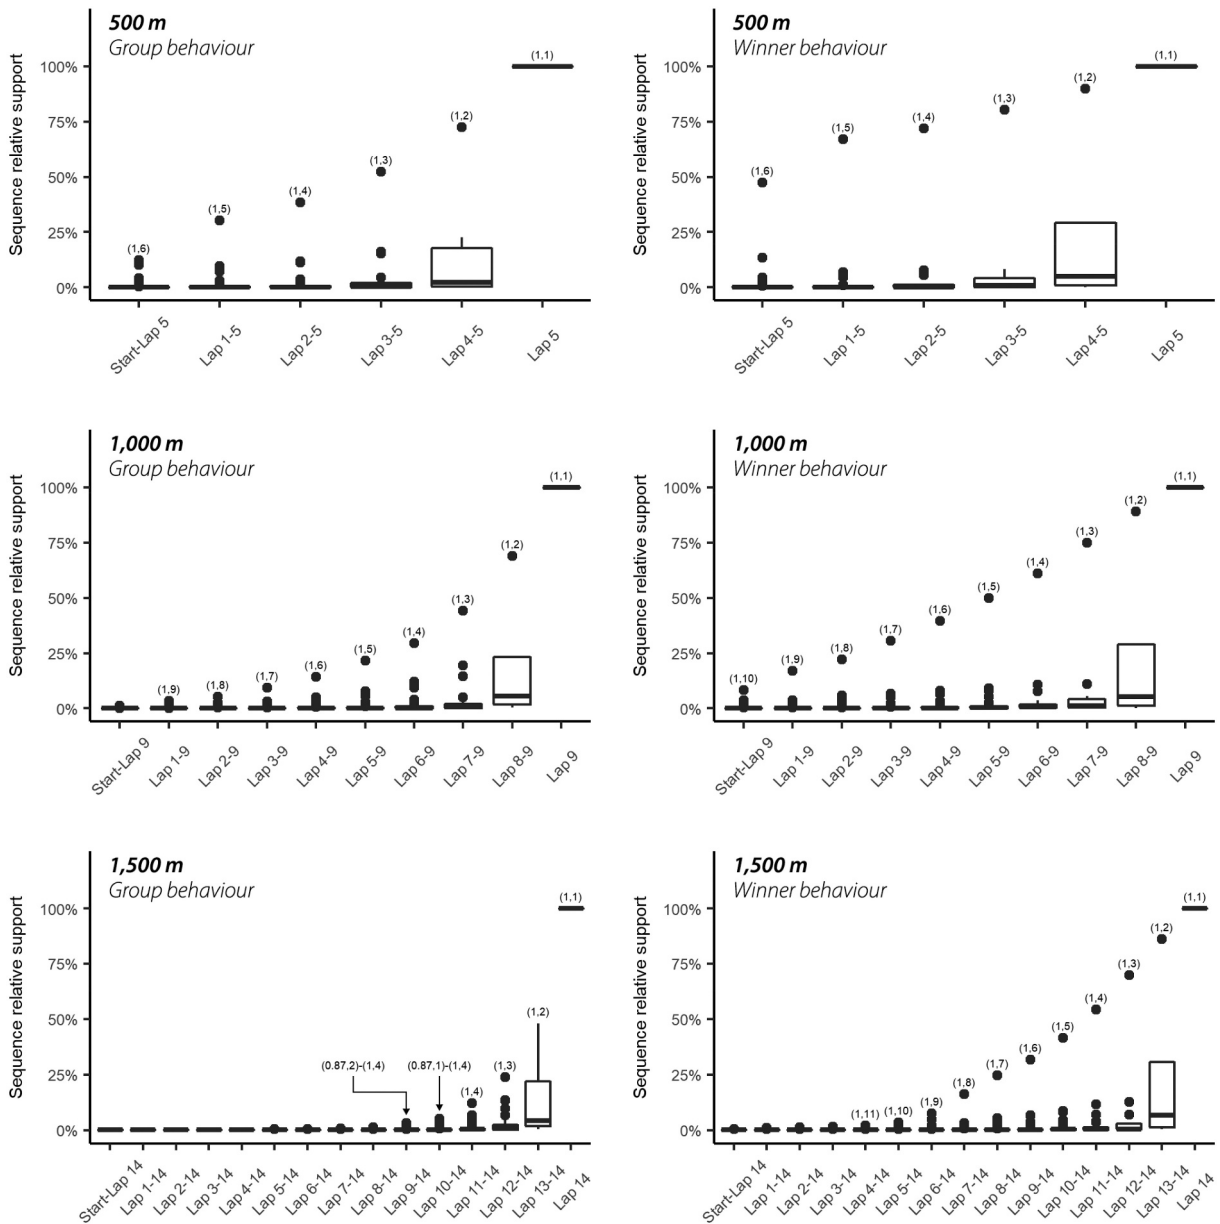 500 m
Group behaviour
Sequence relative support
100%
75%
50%
25%
0%
(1,6)
(1,5)
(1,4)
(1,3)
(1,2)
(1,1)
Start-Lap 5
Lap 1-5
Lap 2-5
Lap 3-5
Lap 4-5
Lap 5
500 m
Winner behaviour
Sequence relative support
100%
75%
50%
25%
0%
(1,6)
(1,5)
(1,4)
(1,3)
(1,2)
(1,1)
Start-Lap 5
Lap 1-5
Lap 2-5
Lap 3-5
Lap 4-5
Lap 5
1,000 m
Group behaviour
Sequence relative support
100%
75%
50%
25%
0%
(1,9)
(1,8)
(1,7)
(1,6)
(1,5)
(1,4)
(1,3)
(1,2)
(1,1)
Start-Lap 9
Lap 1-9
Lap 2-9
Lap 3-9
Lap 4-9
Lap 5-9
Lap 6-9
Lap 7-9
Lap 8-9
Lap 9
1,000 m
Winner behaviour
Sequence relative support
100%
75%
50%
25%
0%
(1,10)
(1,9)
(1,8)
(1,7)
(1,6)
(1,5)
(1,4)
(1,3)
(1,2)
(1,1)
Start-Lap 9
Lap 1-9
Lap 2-9
Lap 3-9
Lap 4-9
Lap 5-9
Lap 6-9
Lap 7-9
Lap 8-9
Lap 9
1,500 m
Group behaviour
Sequence relative support
100%
75%
50%
25%
0%
(0.87,2)-(1,4)
(0.87,1)-(1,4)
(1,4)
(1,3)
(1,2)
(1,1)
Start-Lap 14
Lap 1-14
Lap 2-14
Lap 3-14
Lap 4-14
Lap 5-14
Lap 6-14
Lap 7-14
Lap 8-14
Lap 9-14
Lap 10-14
Lap 11-14
Lap 12-14
Lap 13-14
Lap 14
1,500 m
Winner behaviour
Sequence relative support
100%
75%
50%
25%
0%
(1,11)
(1,10)
(1,9)
(1,8)
(1,7)
(1,6)
(1,5)
(1,4)
(1,3)
(1,2)
(1,1)
Start-Lap 14
Lap 1-14
Lap 2-14
Lap 3-14
Lap 4-14
Lap 5-14
Lap 6-14
Lap 7-14
Lap 8-14
Lap 9-14
Lap 10-14
Lap 11-14
Lap 12-14
Lap 13-14
Lap 14